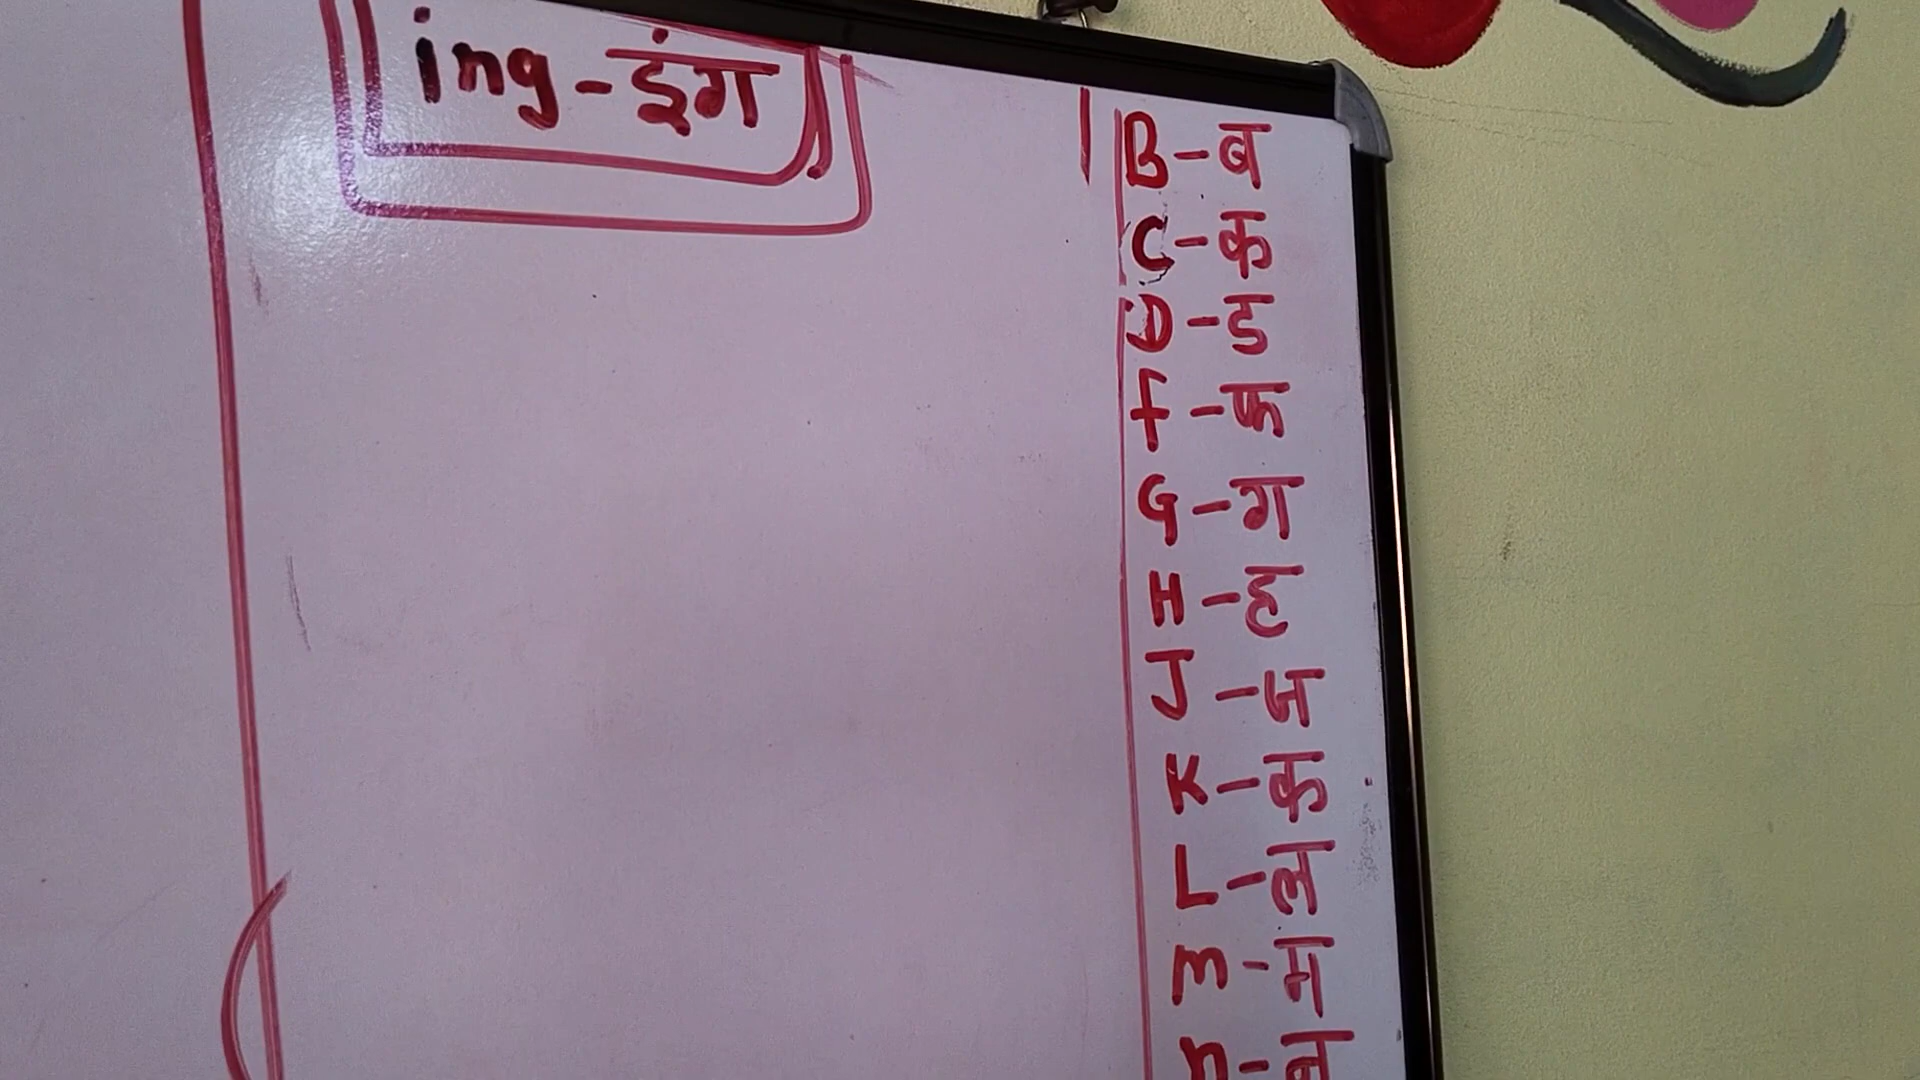 ing - इंग
B - ब
C - क
D - ड
F - फ
G - ग
H - ह
J - ज
K - क
L - ल
m - म
n - न